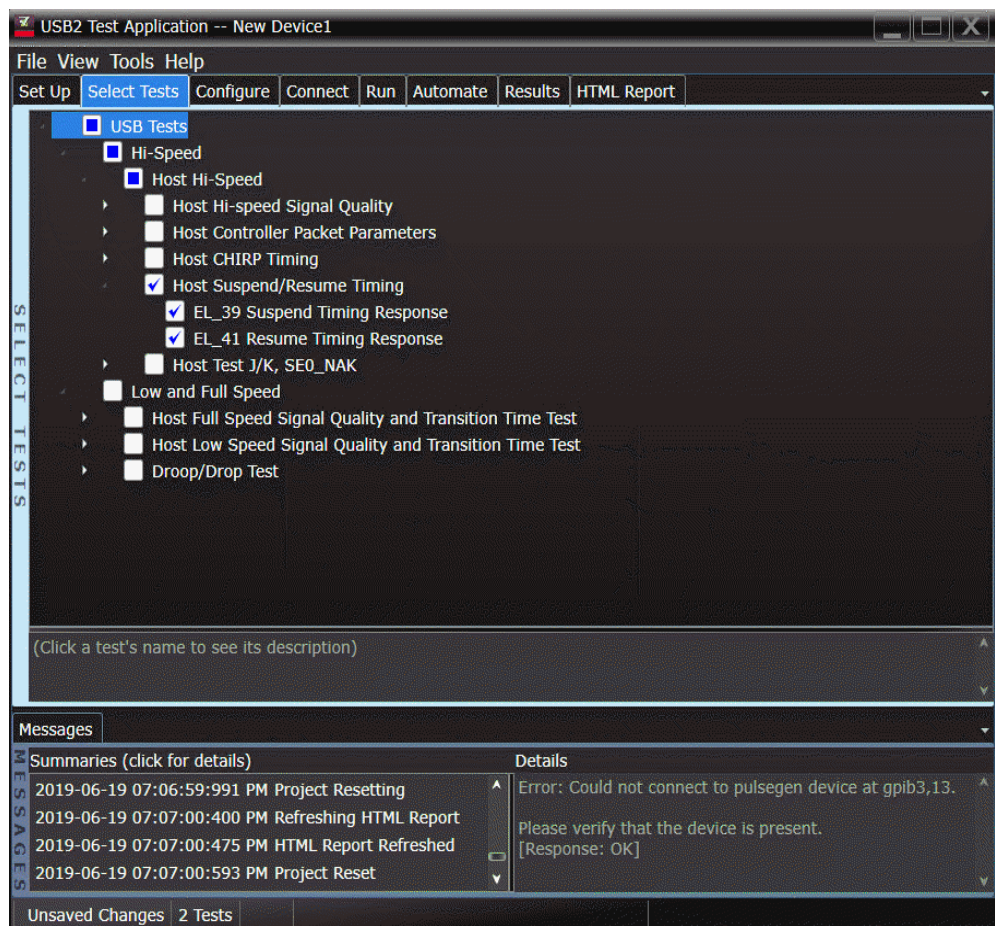 USB2 Test Application -- New Device1
File View Tools Help
Set Up Select Tests Configure Connect Run Automate Results HTML Report
USB Tests
Hi-Speed
Host Hi-Speed
Host Hi-speed Signal Quality
Host Controller Packet Parameters
Host CHIRP Timing
Host Suspend/Resume Timing
EL_39 Suspend Timing Response
EL_41 Resume Timing Response
Host Test J/K, SE0_NAK
Low and Full Speed
Host Full Speed Signal Quality and Transition Time Test
Host Low Speed Signal Quality and Transition Time Test
Droop/Drop Test
SELECT TESTS
(Click a test's name to see its description)
Messages
MESSAGES
Summaries (click for details)
2019-06-19 07:06:59:991 PM Project Resetting
2019-06-19 07:07:00:400 PM Refreshing HTML Report
2019-06-19 07:07:00:475 PM HTML Report Refreshed
2019-06-19 07:07:00:593 PM Project Reset
Details
Error: Could not connect to pulsegen device at gpib3,13.
Please verify that the device is present.
[Response: OK]
Unsaved Changes 2 Tests